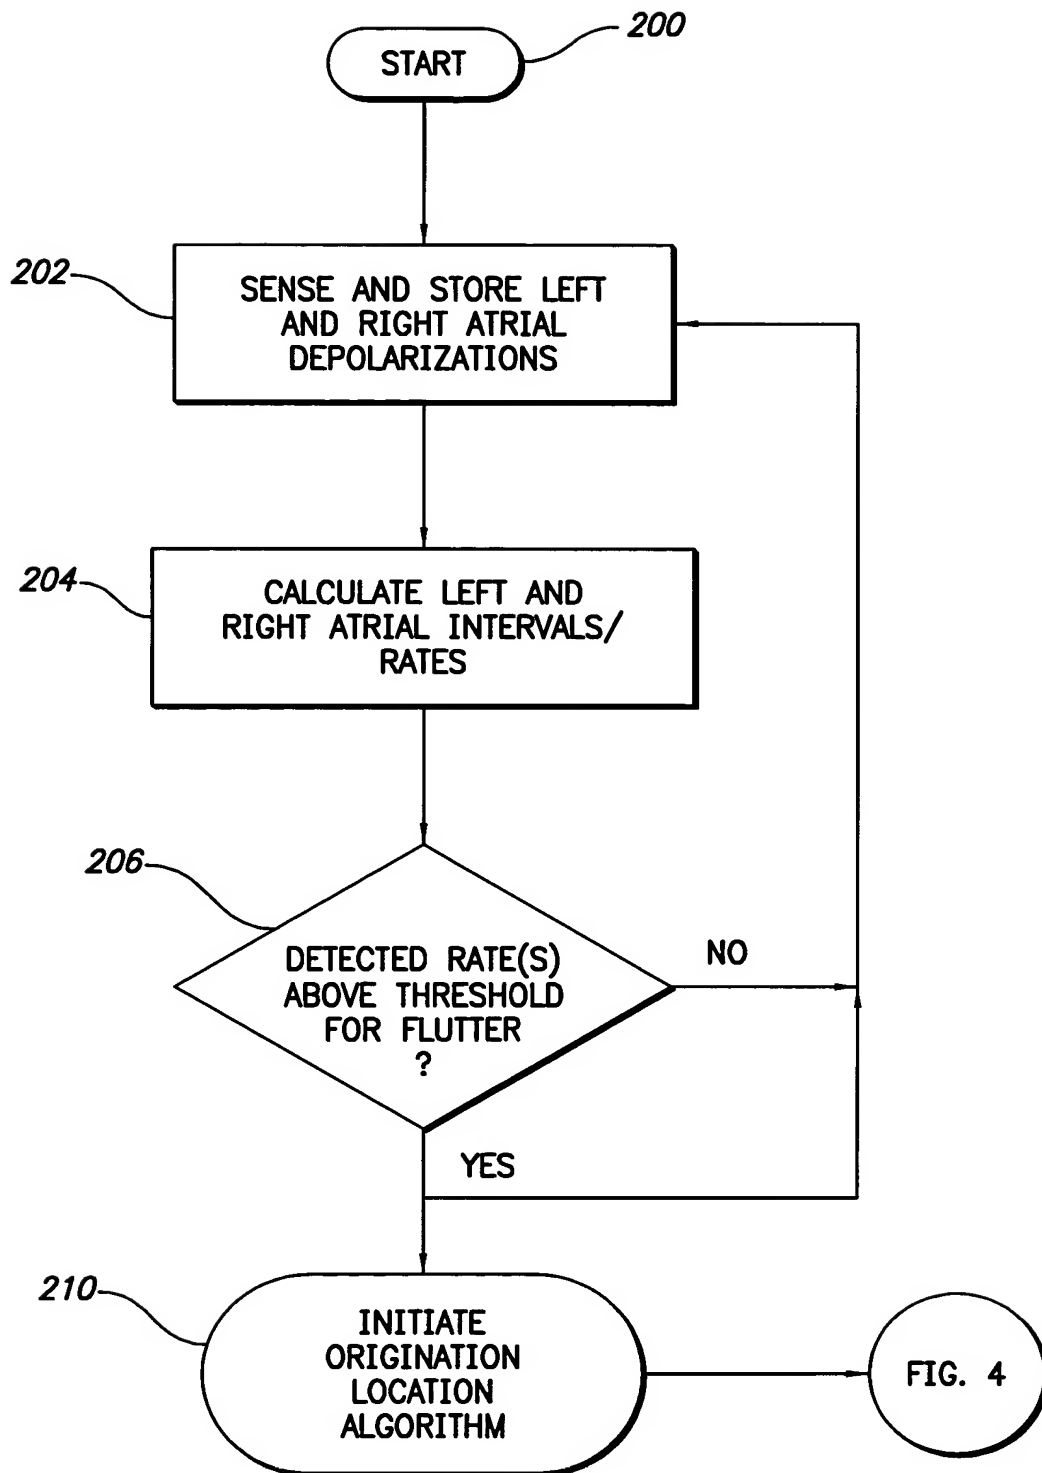 200
START
202
SENSE AND STORE LEFT
AND RIGHT ATRIAL
DEPOLARIZATIONS
204
CALCULATE LEFT AND
RIGHT ATRIAL INTERVALS/
RATES
206
DETECTED RATE(S)
ABOVE THRESHOLD
FOR FLUTTER
?
NO
YES
210
INITIATE
ORIGINATION
LOCATION
ALGORITHM
FIG. 4